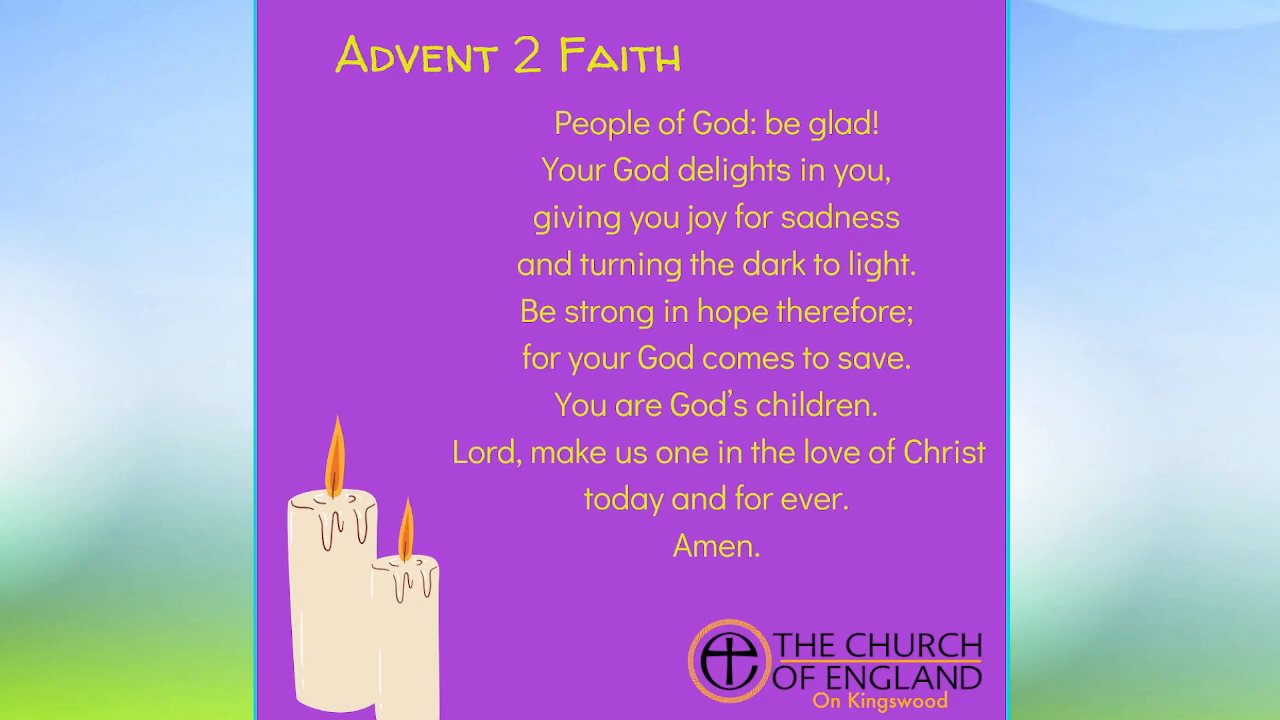 Advent 2 Faith
People of God: be glad!
Your God delights in you,
giving you joy for sadness
and turning the dark to light.
Be strong in hope therefore;
for your God comes to save.
You are God's children.
Lord, make us one in the love of Christ
today and for ever.
Amen.
THE CHURCH
OF ENGLAND
On Kingswood